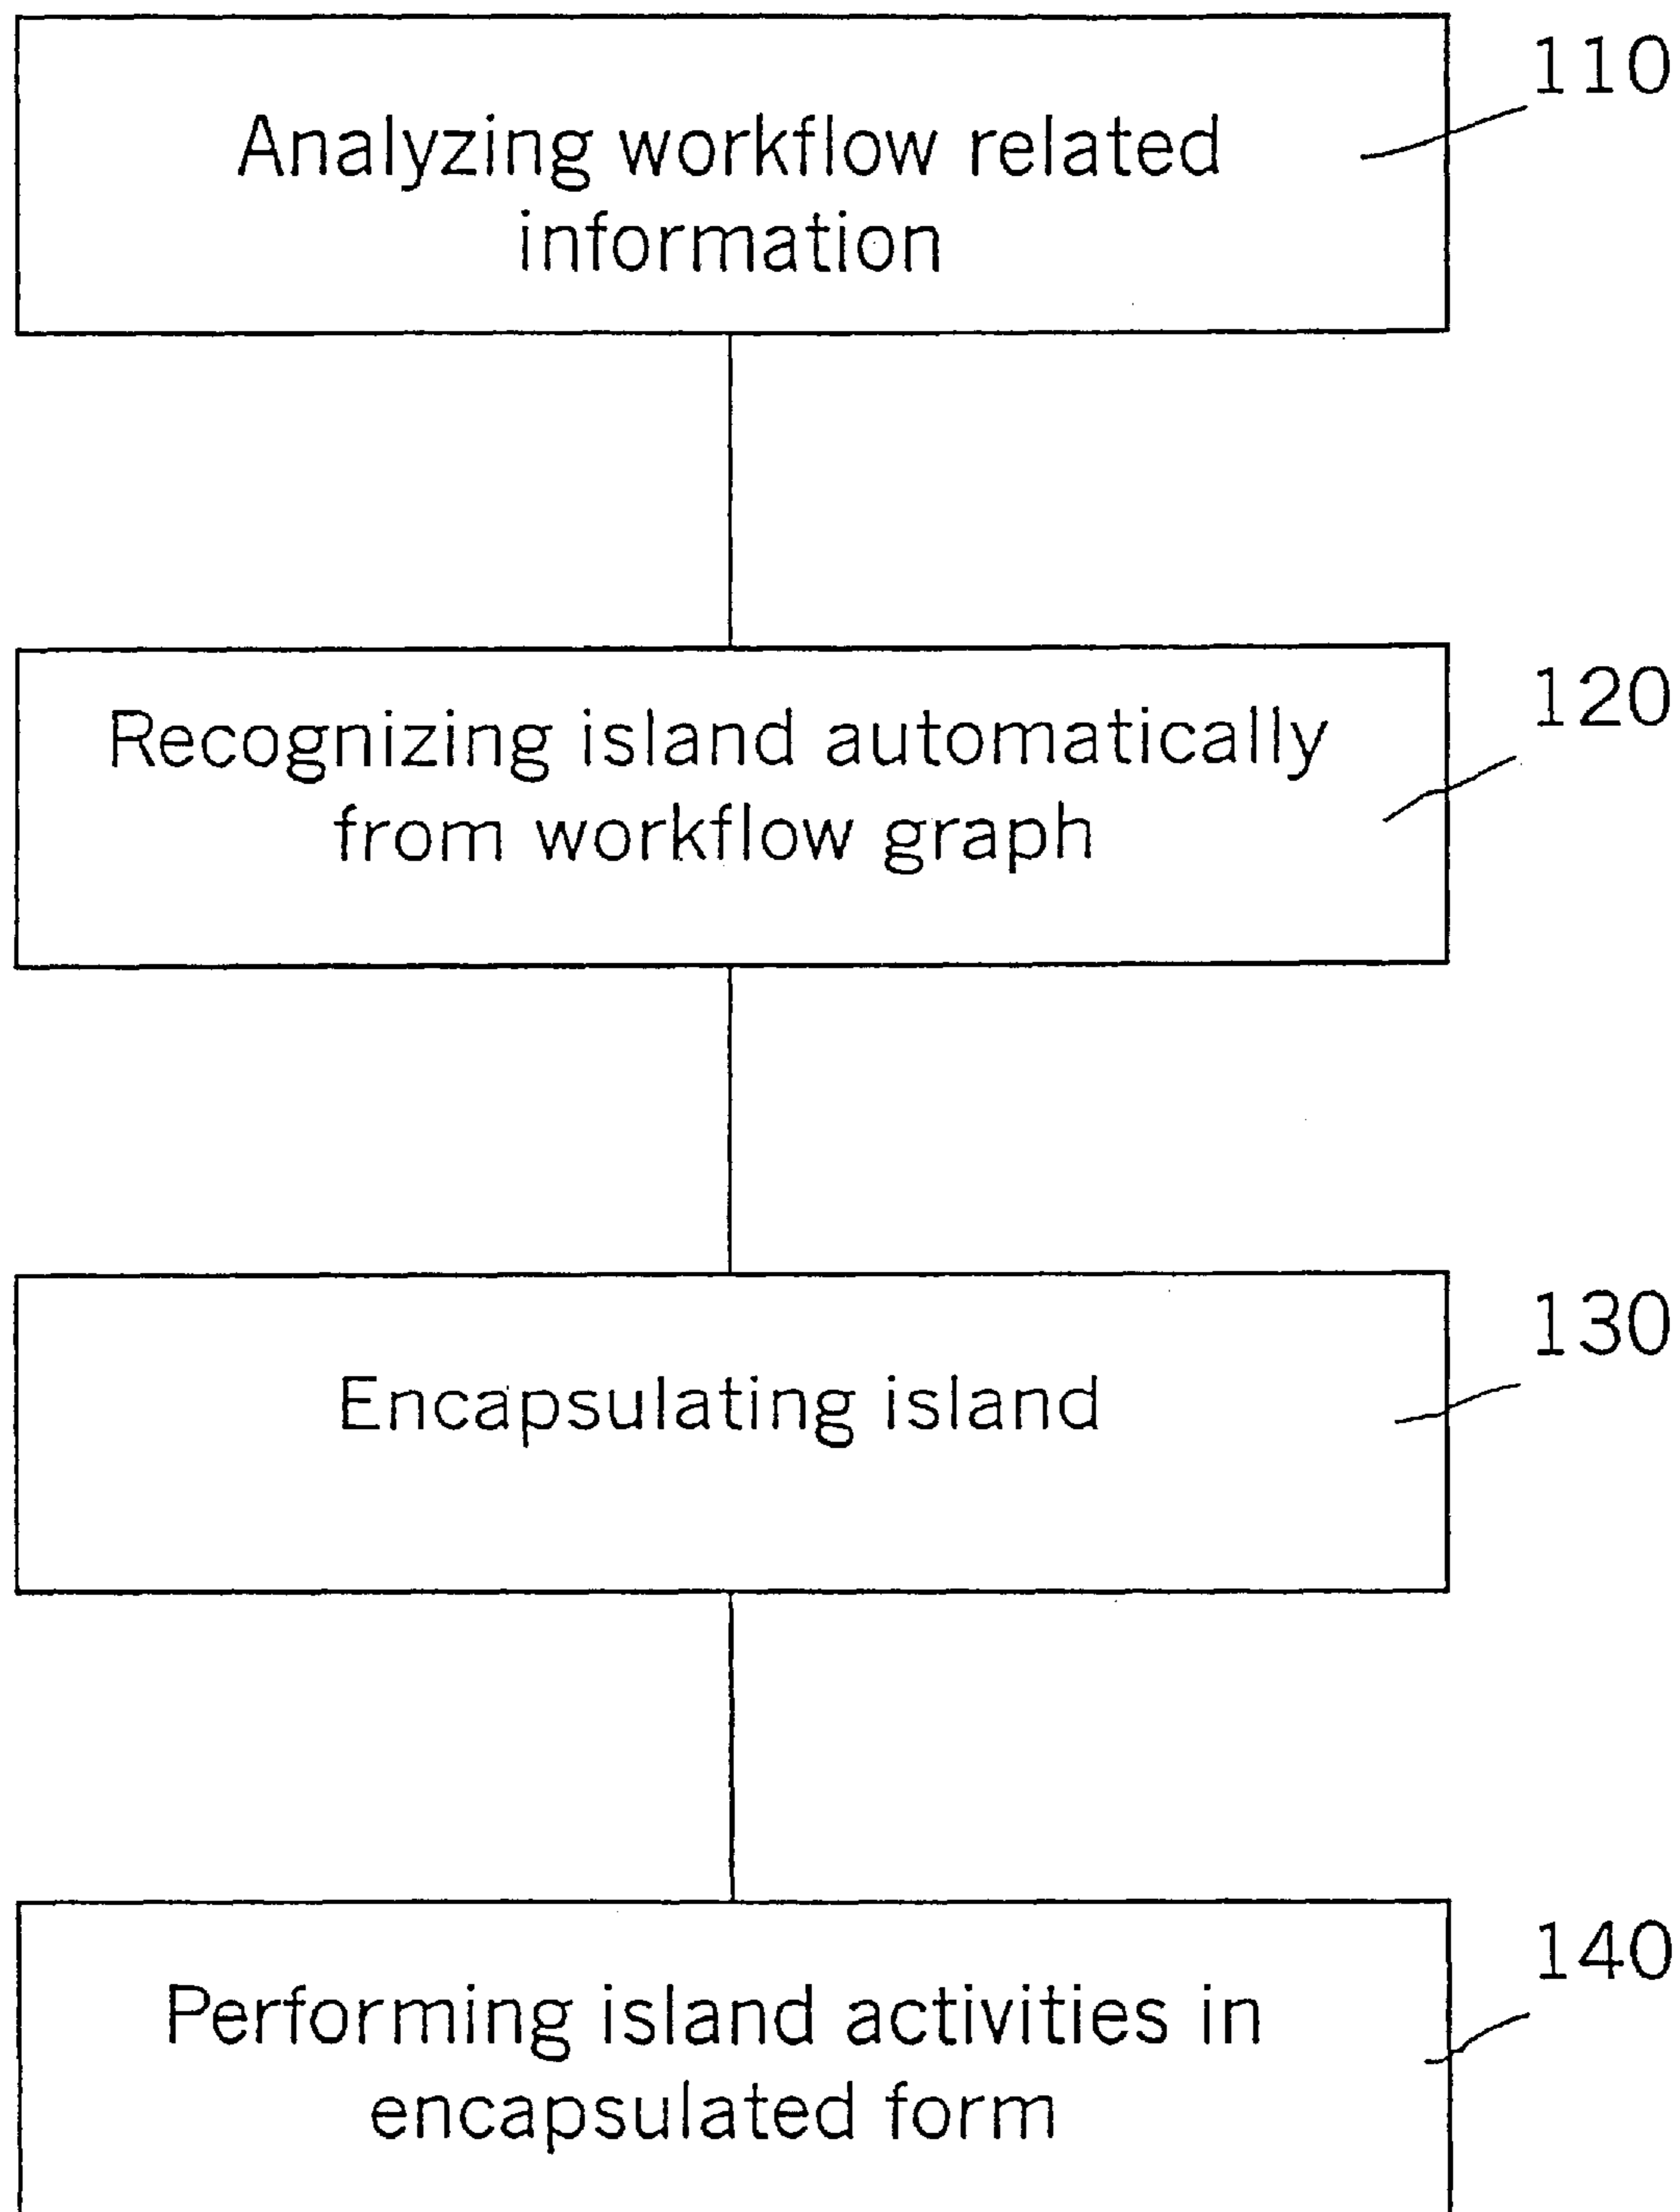 110
Analyzing workflow related
information
120
Recognizing island automatically
from workflow graph
130
Encapsulating island
140
Performing island activities in
encapsulated form